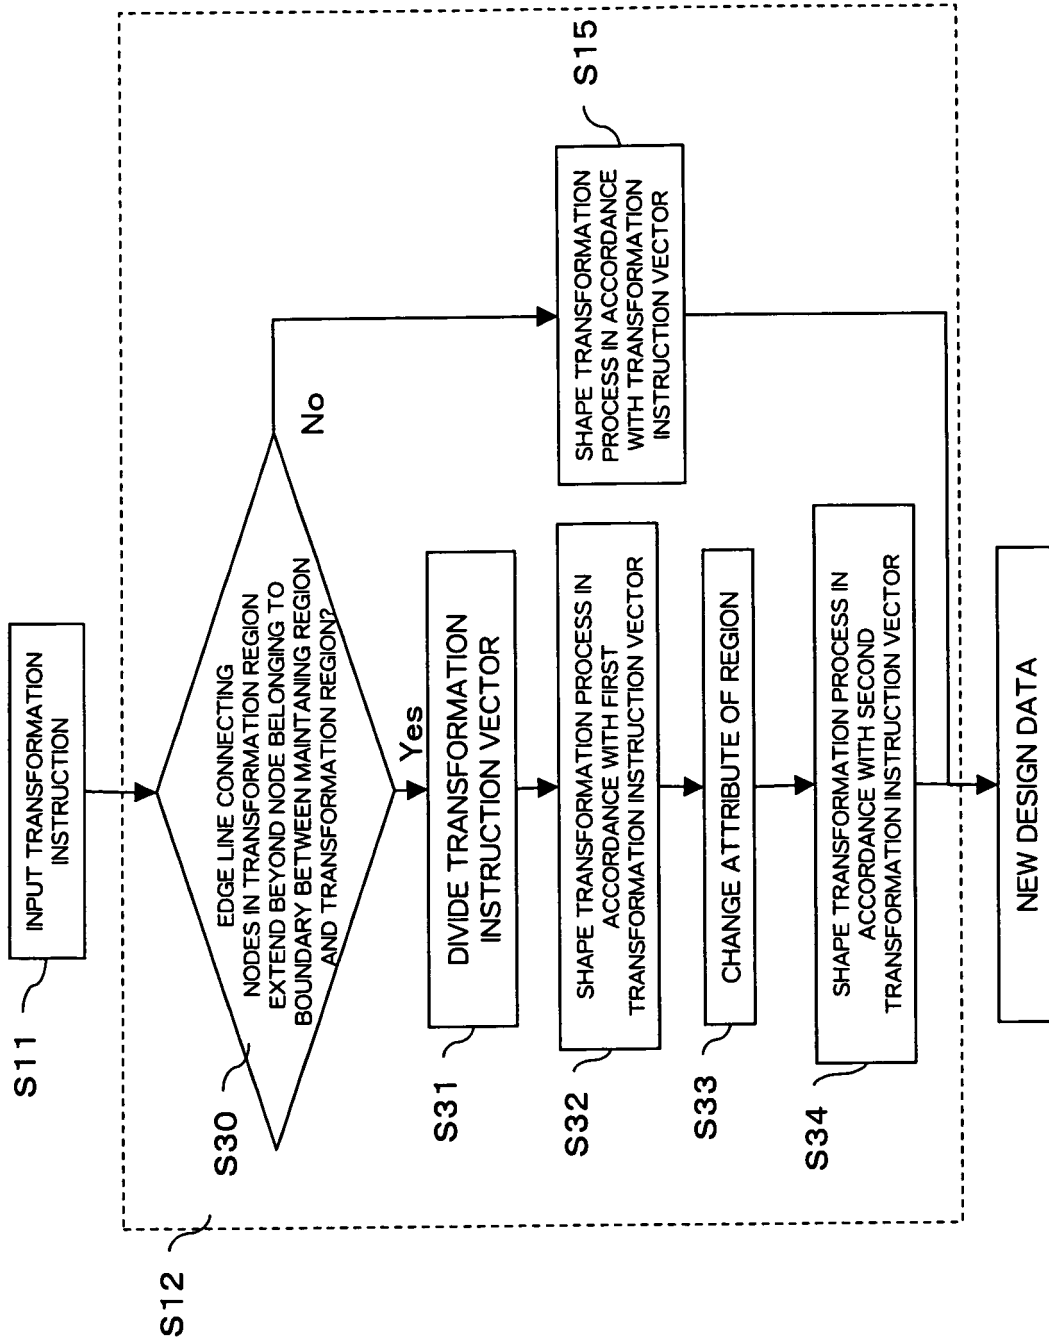 S11
INPUT TRANSFORMATION
INSTRUCTION
S12
S30
EDGE LINE CONNECTING
NODES IN TRANSFORMATION REGION
EXTEND BEYOND NODE BELONGING TO
BOUNDARY BETWEEN MAINTANING REGION
AND TRANSFORMATION REGION?
No
Yes
S31
DIVIDE TRANSFORMATION
INSTRUCTION VECTOR
S32
SHAPE TRANSFORMATION PROCESS IN
ACCORDANCE WITH FIRST
TRANSFORMATION INSTRUCTION VECTOR
S15
SHAPE TRANSFORMATION
PROCESS IN ACCORDANCE
WITH TRANSFORMATION
INSTRUCTION VECTOR
S33
CHANGE ATTRIBUTE OF REGION
S34
SHAPE TRANSFORMATION PROCESS IN
ACCORDANCE WITH SECOND
TRANSFORMATION INSTRUCTION VECTOR
NEW DESIGN DATA